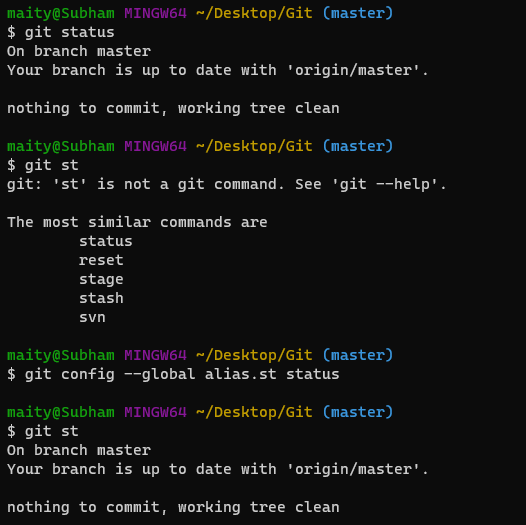 maity@Subham MINGW64 ~/Desktop/Git (master)
$ git status
On branch master
Your branch is up to date with 'origin/master'.
nothing to commit, working tree clean
maity@Subham MINGW64 ~/Desktop/Git (master)
$ git st
git: 'st' is not a git command. See 'git --help'.
The most similar commands are
status
reset
stage
stash
svn
maity@Subham MINGW64 ~/Desktop/Git (master)
$ git config --global alias.st status
maity@Subham MINGW64 ~/Desktop/Git (master)
$ git st
On branch master
Your branch is up to date with 'origin/master'.
nothing to commit, working tree clean